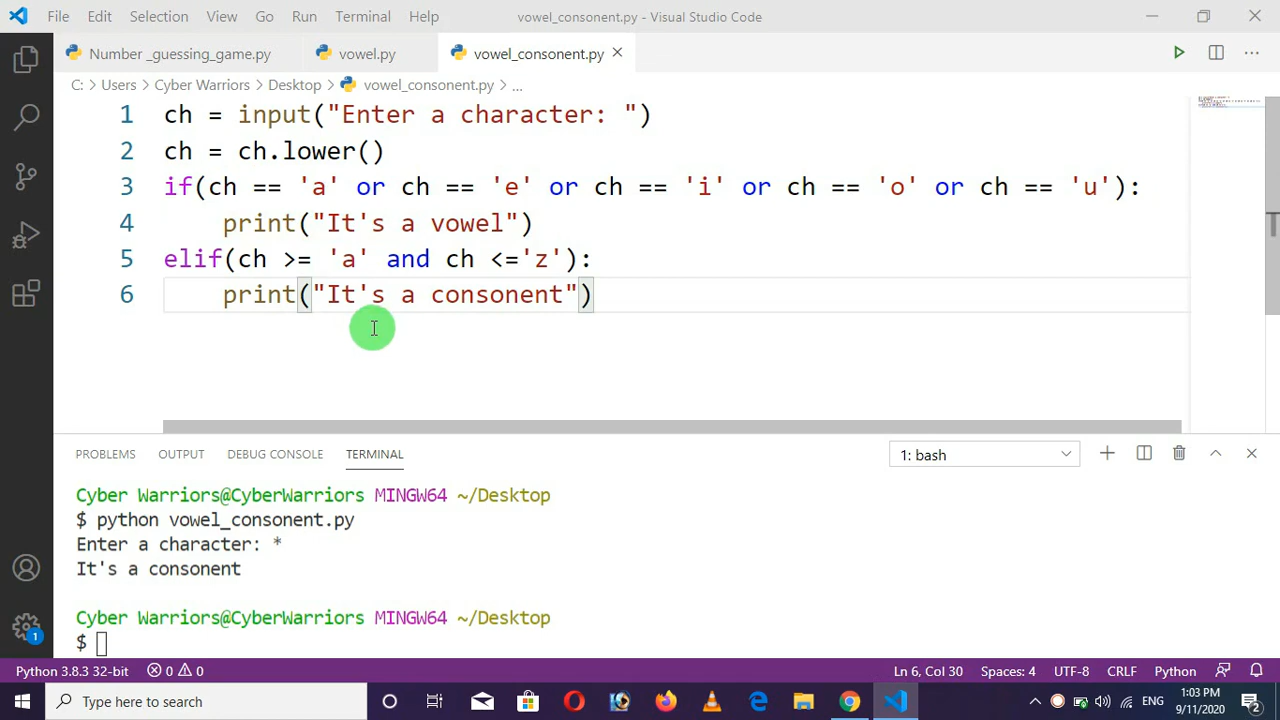 File Edit Selection View Go Run Terminal Help vowel_consonent.py - Visual Studio Code
Number _guessing_game.py vowel.py vowel_consonent.py
C: > Users > Cyber Warriors > Desktop > vowel_consonent.py > ...
1 ch = input("Enter a character: ")
2 ch = ch.lower()
3 if(ch == 'a' or ch == 'e' or ch == 'i' or ch == 'o' or ch == 'u'):
4 print("It's a vowel")
5 elif(ch >= 'a' and ch <='z'):
6 print("It's a consonent")
T
PROBLEMS OUTPUT DEBUG CONSOLE TERMINAL 1: bash
Cyber Warriors@CyberWarriors MINGW64 ~/Desktop
$ python vowel_consonent.py
Enter a character: *
It's a consonent
Cyber Warriors@CyberWarriors MINGW64 ~/Desktop
$
1
Python 3.8.3 32-bit 0 0 Ln 6, Col 30 Spaces: 4 UTF-8 CRLF Python
Type here to search ENG 1:03 PM
9/11/2020 2